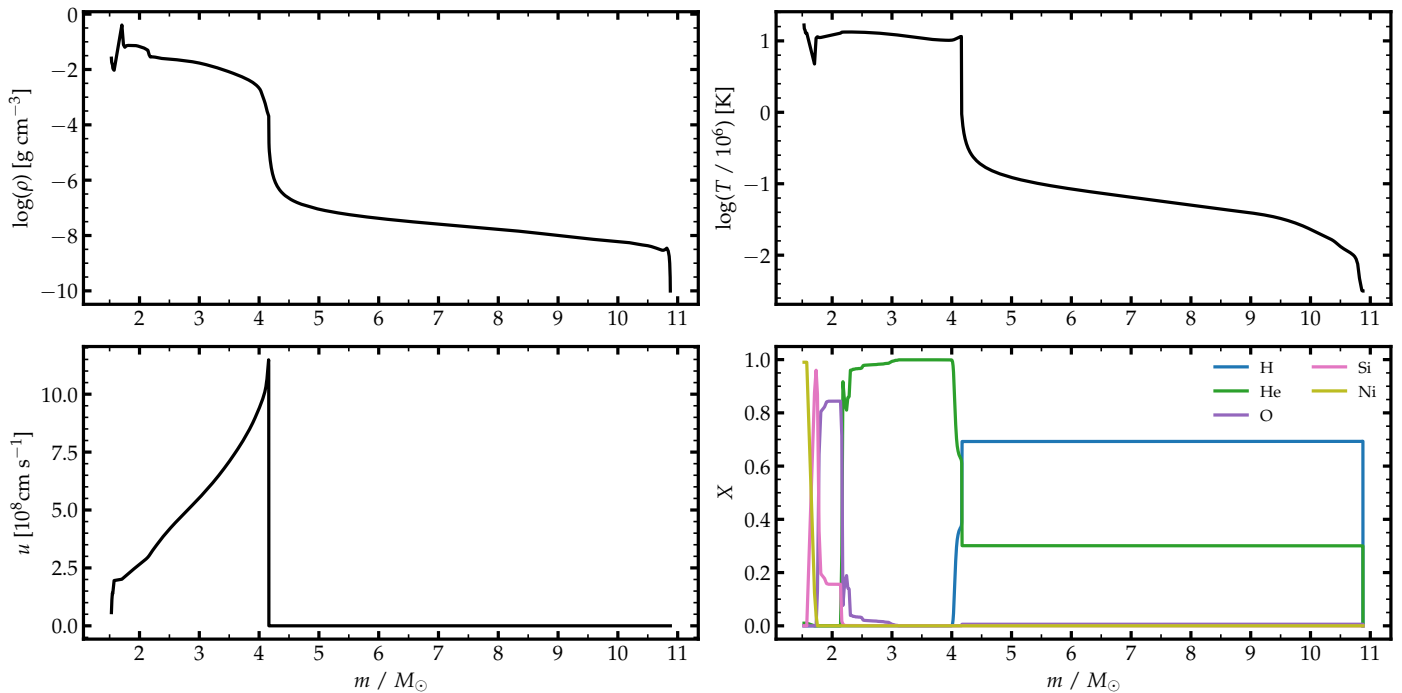 log(ρ) [g cm⁻³]
0
−2
−4
−6
−8
−10
2 3 4 5 6 7 8 9 10 11
log(T / 10⁶) [K]
1
0
−1
−2
2 3 4 5 6 7 8 9 10 11
u [10⁸cm s⁻¹]
10.0
7.5
5.0
2.5
0.0
2 3 4 5 6 7 8 9 10 11
m / M☉
X
1.0
0.8
0.6
0.4
0.2
0.0
H Si
He Ni
O
2 3 4 5 6 7 8 9 10 11
m / M☉